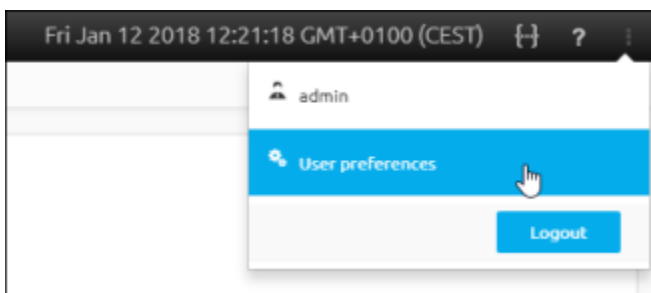 Fri Jan 12 2018 12:21:18 GMT+0100 (CEST) {··} ?
admin
User preferences
Logout